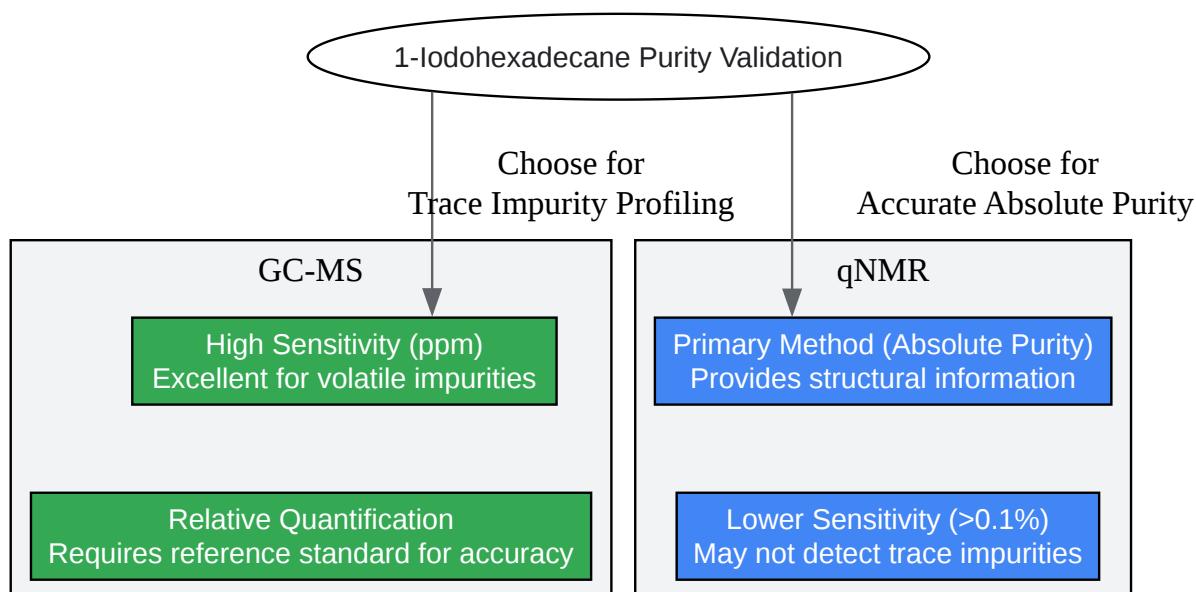 1-Iodohexadecane Purity Validation
Choose for
Trace Impurity Profiling
Choose for
Accurate Absolute Purity
GC-MS
High Sensitivity (ppm)
Excellent for volatile impurities
Relative Quantification
Requires reference standard for accuracy
qNMR
Primary Method (Absolute Purity)
Provides structural information
Lower Sensitivity (>0.1%)
May not detect trace impurities